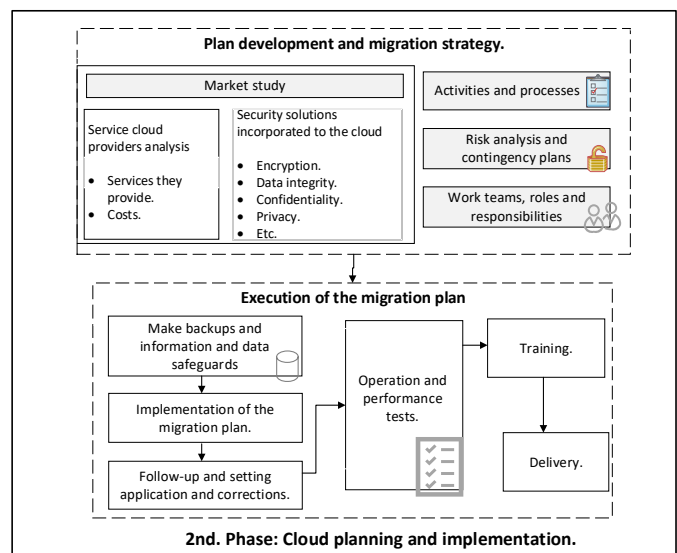 Plan development and migration strategy.
Market study
Service cloud
providers analysis
• Services they
provide.
• Costs.
Security solutions
incorporated to the cloud
• Encryption.
• Data integrity.
• Confidentiality.
• Privacy.
• Etc.
Activities and processes
Risk analysis and
contingency plans
Work teams, roles and
responsibilities
Execution of the migration plan
Make backups and
information and data
safeguards
Implementation of the
migration plan.
Follow-up and setting
application and corrections.
Operation and
performance
tests.
Training.
Delivery.
2nd. Phase: Cloud planning and implementation.